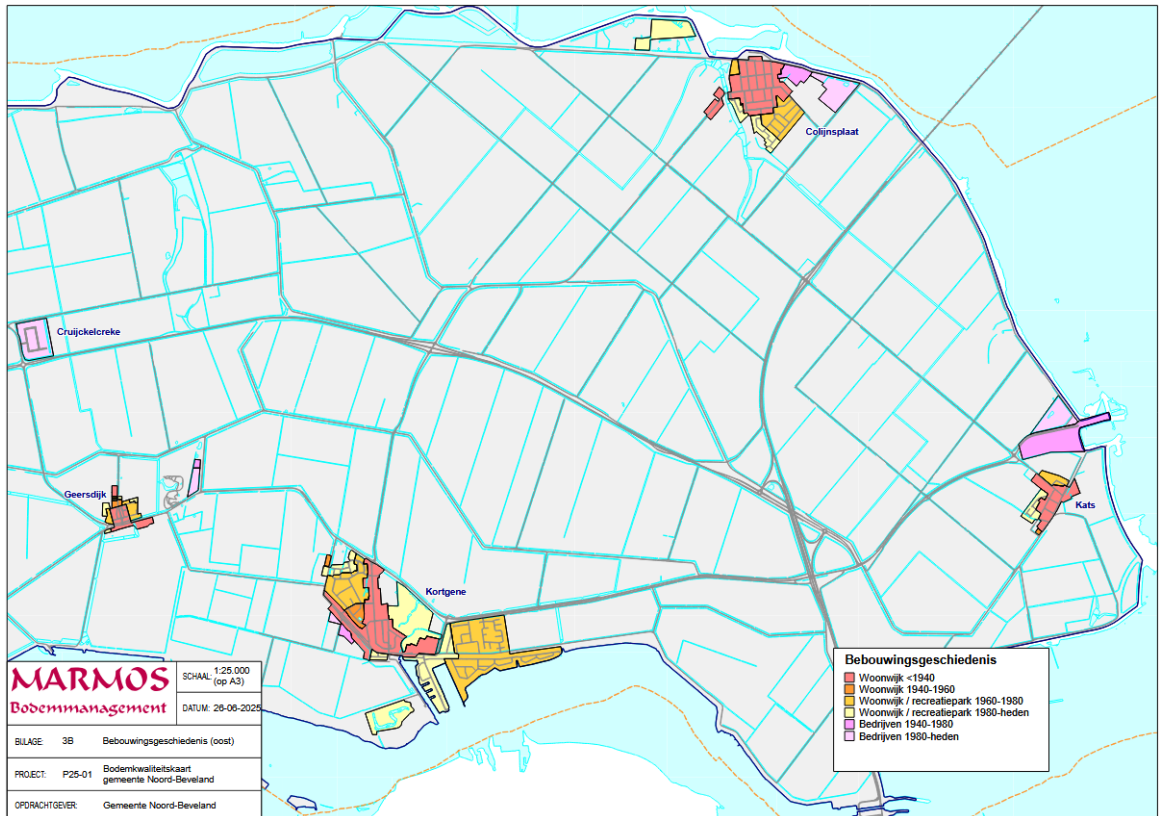 Colijnsplaat
Cruijckelcreke
Geersdijk
Kats
Kortgene
MARMOS
Bodemmanagement
SCHAAL: 1:25.000
(op A3)
DATUM: 26-06-2025
BIJLAGE: 3B Bebouwingsgeschiedenis (oost)
PROJECT: P25-01 Bodemkwaliteitskaart
gemeente Noord-Beveland
OPDRACHTGEVER: Gemeente Noord-Beveland
Bebouwingsgeschiedenis
Woonwijk <1940
Woonwijk 1940-1960
Woonwijk / recreatiepark 1960-1980
Woonwijk / recreatiepark 1980-heden
Bedrijven 1940-1980
Bedrijven 1980-heden